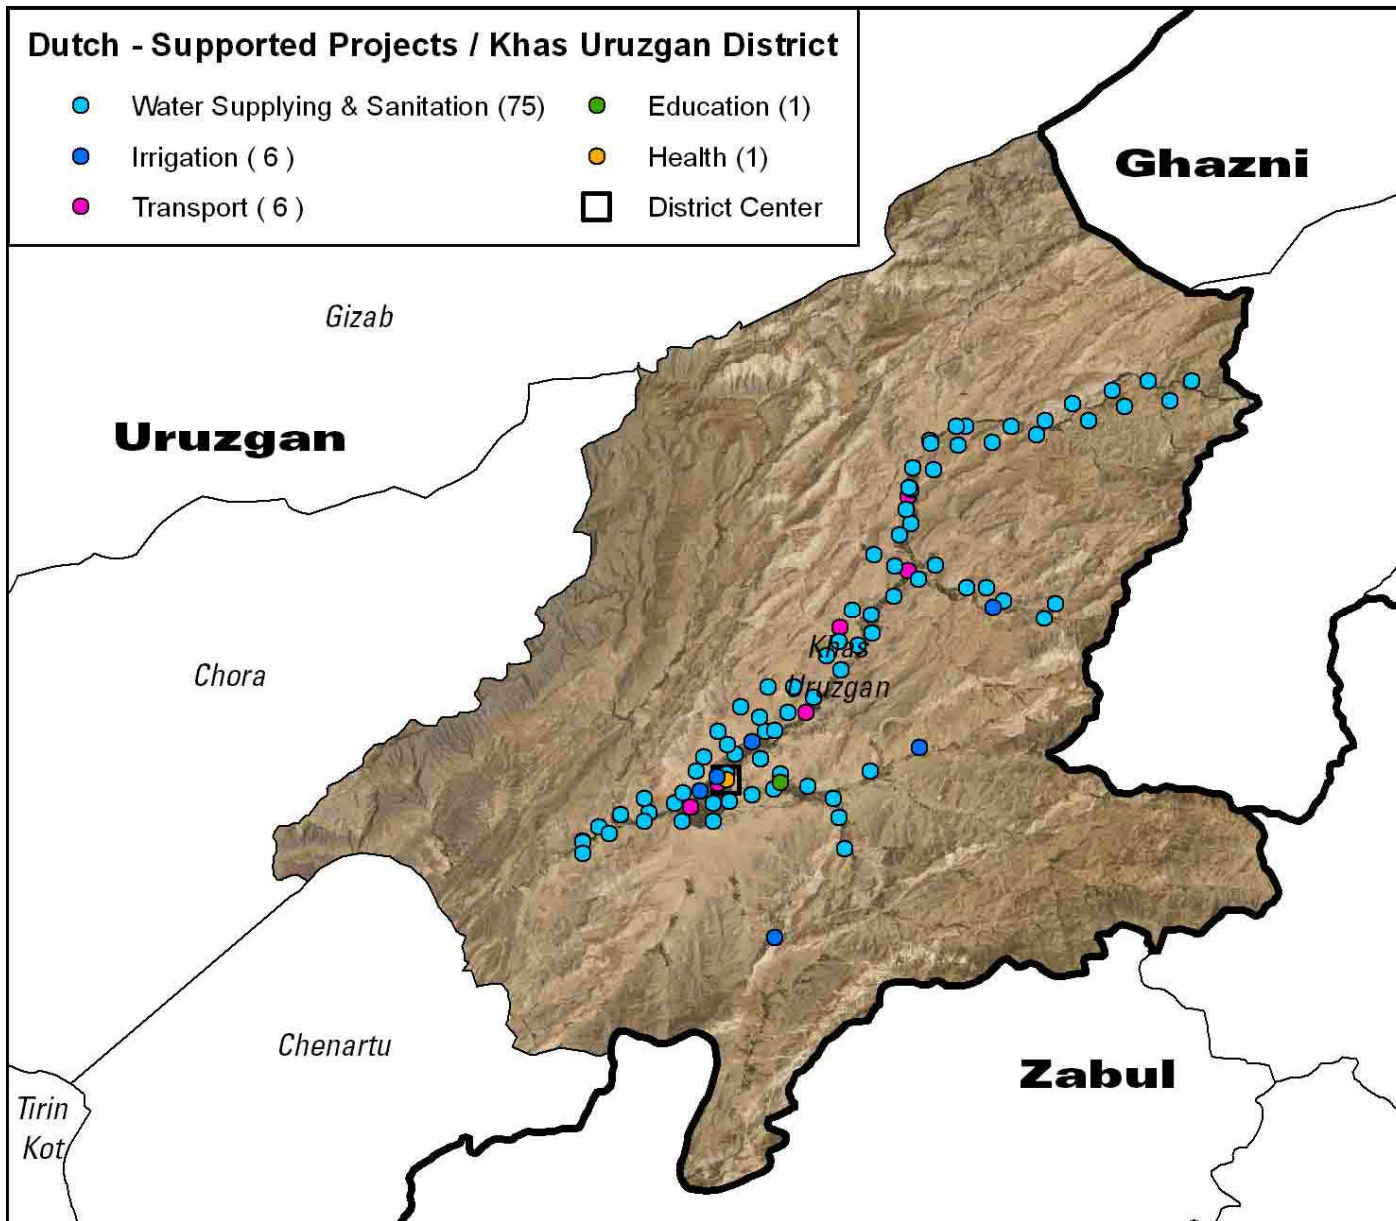 Dutch - Supported Projects / Khas Uruzgan District
Water Supplying & Sanitation (75)
Education (1)
Irrigation ( 6 )
Health (1)
Transport ( 6 )
District Center
Ghazni
Gizab
Uruzgan
Chora
Khas
Uruzgan
Chenartu
Zabul
Tirin
Kot